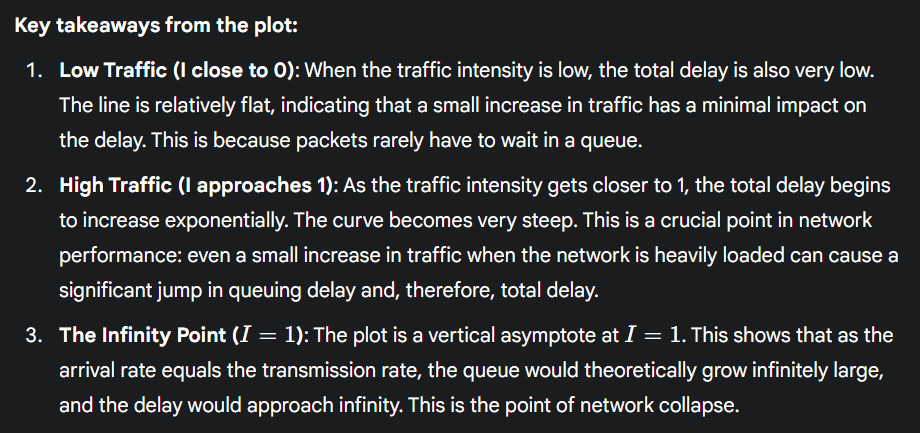 Key takeaways from the plot:
1. Low Traffic (I close to 0): When the traffic intensity is low, the total delay is also very low.
The line is relatively flat, indicating that a small increase in traffic has a minimal impact on
the delay. This is because packets rarely have to wait in a queue.
2. High Traffic (I approaches 1): As the traffic intensity gets closer to 1, the total delay begins
to increase exponentially. The curve becomes very steep. This is a crucial point in network
performance: even a small increase in traffic when the network is heavily loaded can cause a
significant jump in queuing delay and, therefore, total delay.
3. The Infinity Point (I = 1): The plot is a vertical asymptote at I = 1. This shows that as the
arrival rate equals the transmission rate, the queue would theoretically grow infinitely large,
and the delay would approach infinity. This is the point of network collapse.